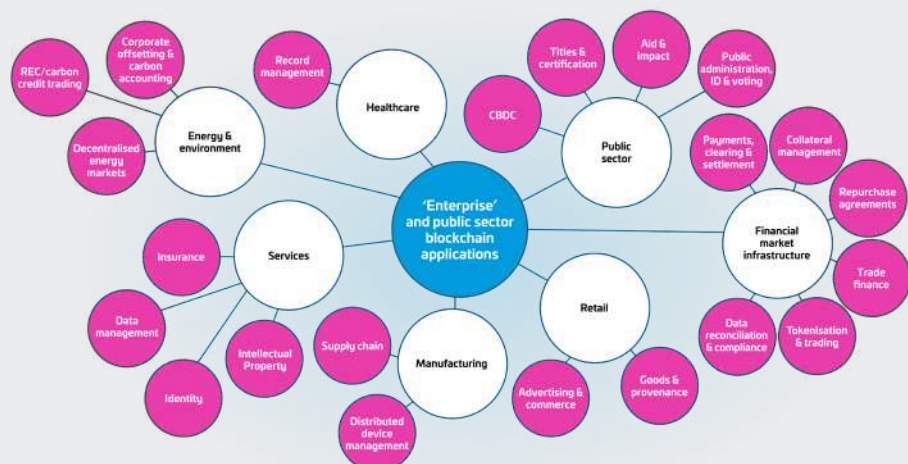 Corporate
offsetting &
carbon
accounting
REC/carbon
credit trading
Decentralised
energy
markets
Energy &
environment
Record
management
Healthcare
Titles &
certification
Aid &
impact
Public
administration,
ID & voting
CBDC
Public
sector
Payments,
clearing &
settlement
Collateral
management
Repurchase
agreements
Financial
market
infrastructure
Trade
finance
Data
reconciliation
& compliance
Tokenisation
& trading
'Enterprise'
and public sector
blockchain
applications
Insurance
Services
Data
management
Identity
Intellectual
Property
Supply chain
Manufacturing
Distributed
device
management
Retail
Advertising &
commerce
Goods &
provenance